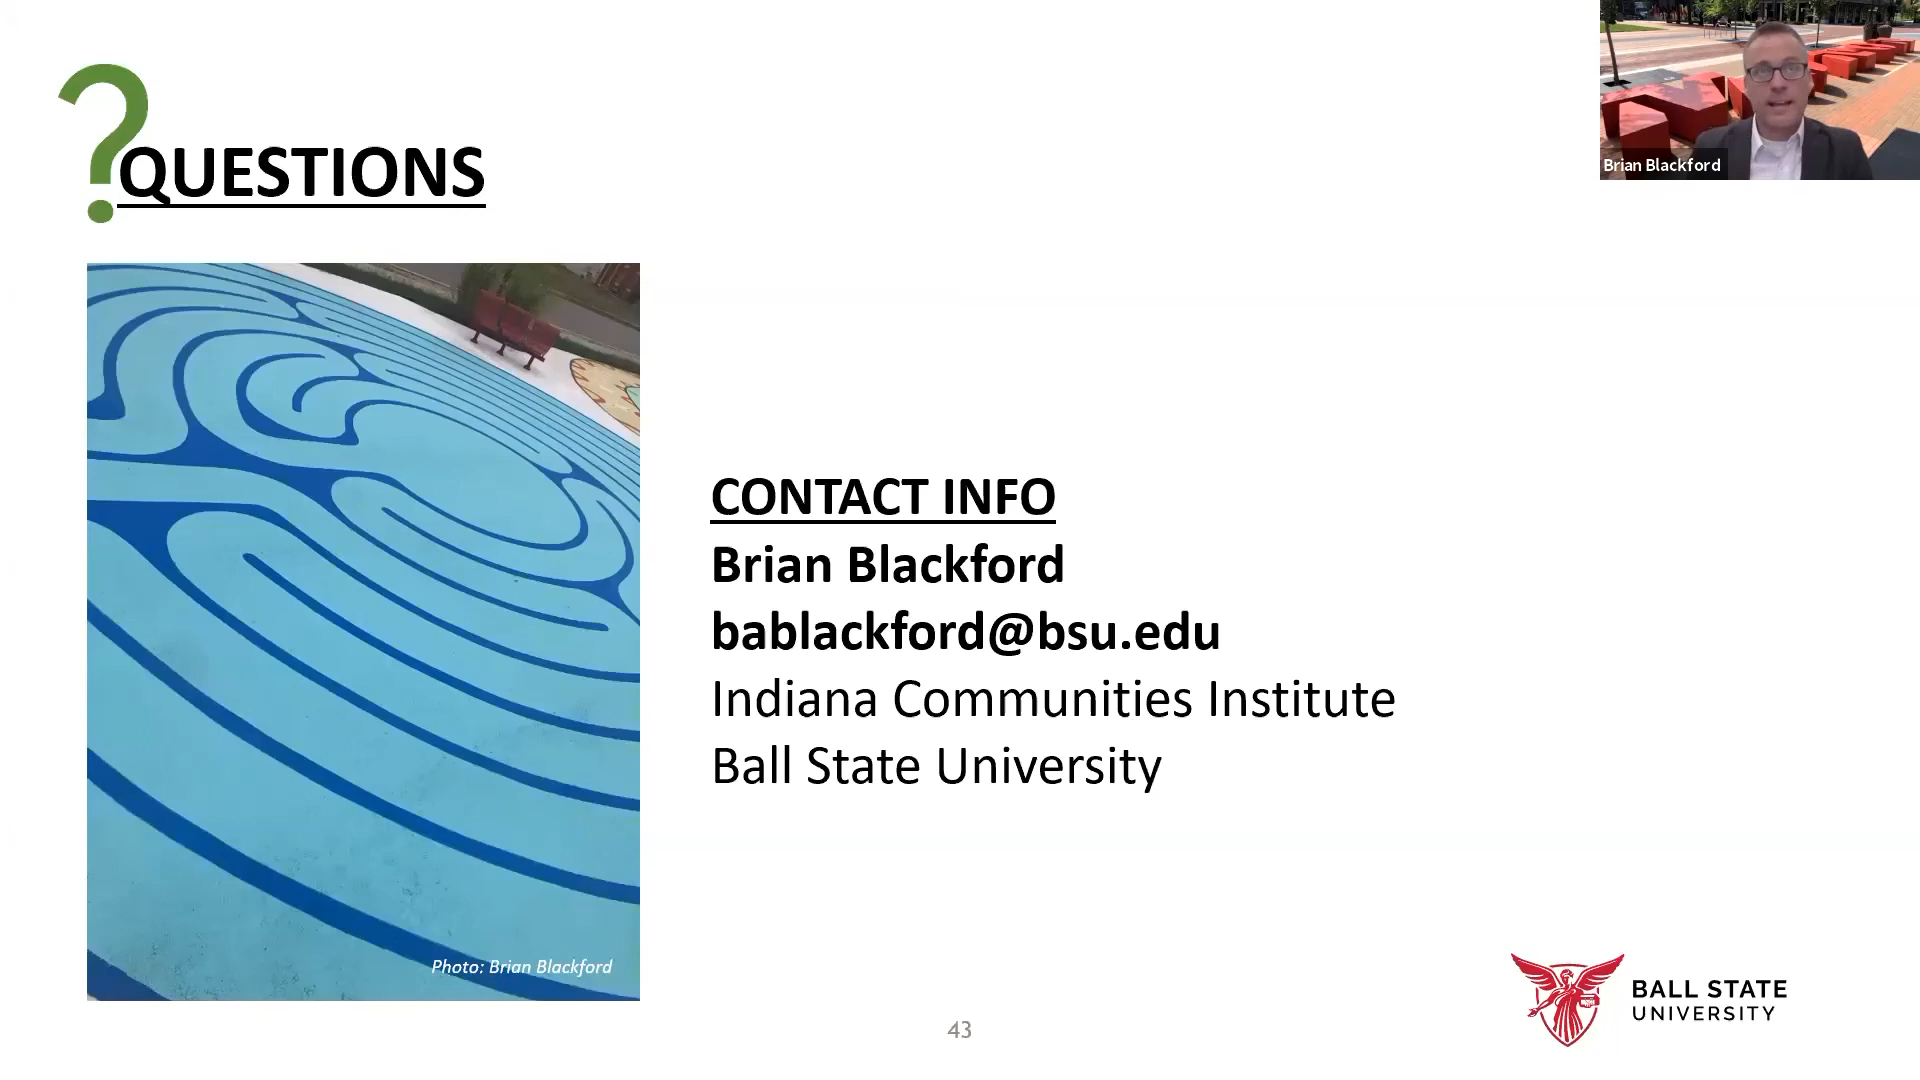 ?
QUESTIONS
Brian Blackford
CONTACT INFO
Brian Blackford
bablackford@bsu.edu
Indiana Communities Institute
Ball State University
Photo: Brian Blackford
BALL STATE
UNIVERSITY
43